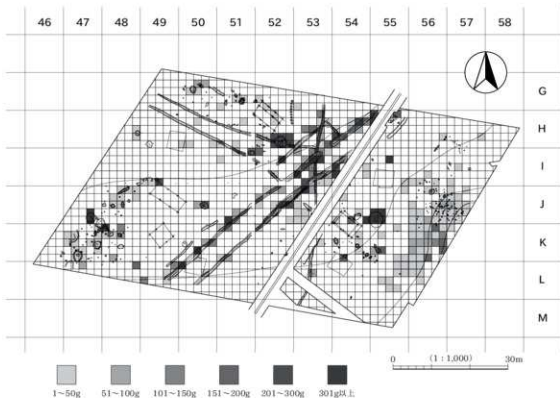 46 47 48 49 50 51 52 53 54 55 56 57 58
G
H
I
J
K
L
M
0 (1:1,000) 30m
1~50g 51~100g 101~150g 151~200g 201~300g 301g以上